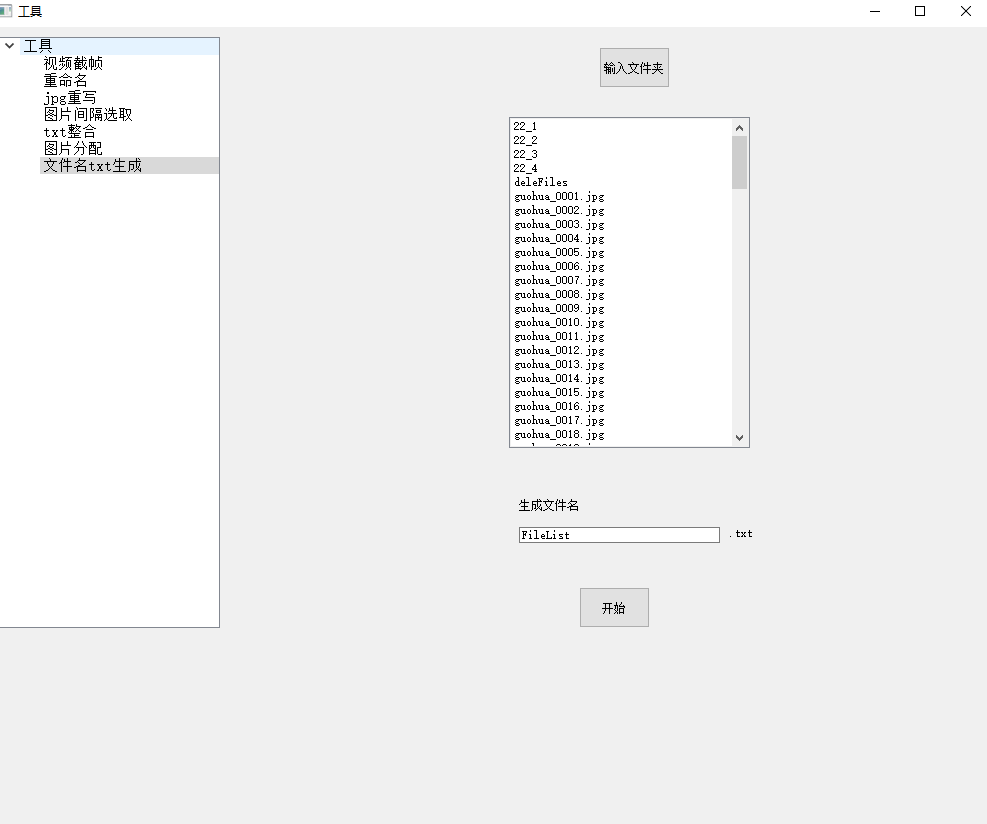 工具
工具
视频截帧
重命名
jpg重写
图片间隔选取
txt整合
图片分配
文件名txt生成
输入文件夹
22_1
22_2
22_3
22_4
deleFiles
guohua_0001.jpg
guohua_0002.jpg
guohua_0003.jpg
guohua_0004.jpg
guohua_0005.jpg
guohua_0006.jpg
guohua_0007.jpg
guohua_0008.jpg
guohua_0009.jpg
guohua_0010.jpg
guohua_0011.jpg
guohua_0012.jpg
guohua_0013.jpg
guohua_0014.jpg
guohua_0015.jpg
guohua_0016.jpg
guohua_0017.jpg
guohua_0018.jpg
生成文件名
FileList .txt
开始